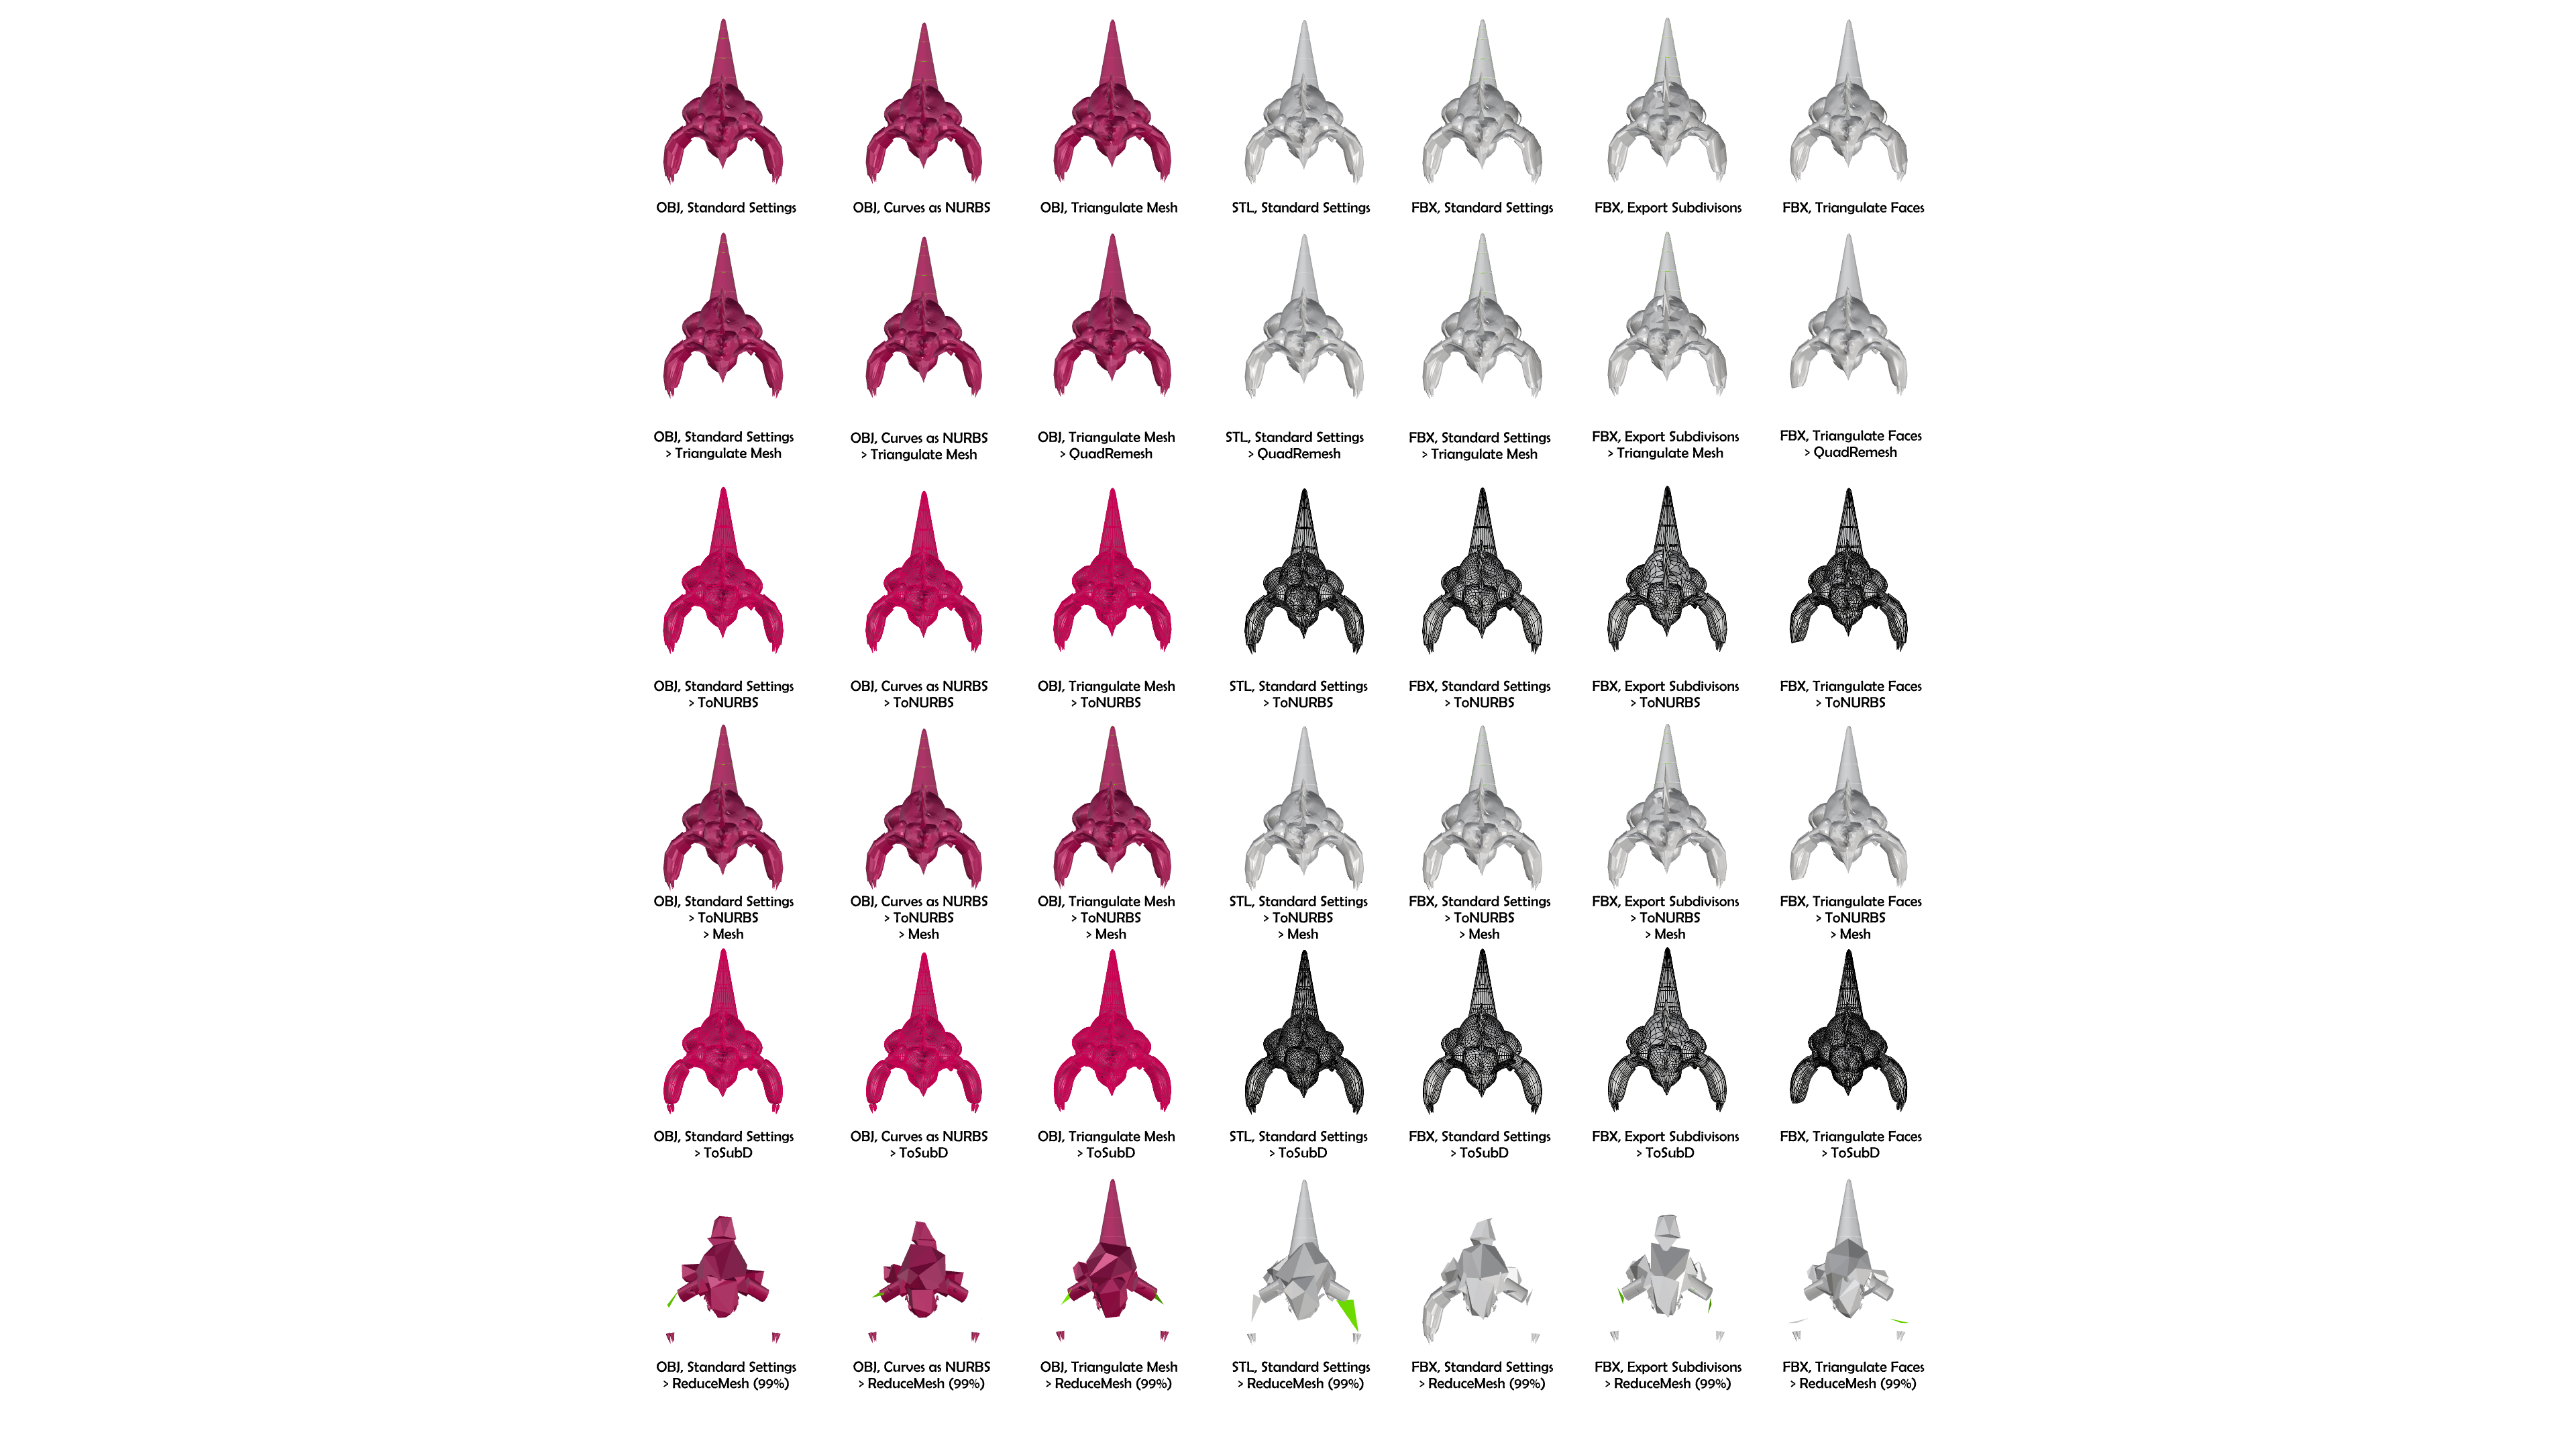 OBJ, Standard Settings
OBJ, Curves as NURBS
OBJ, Triangulate Mesh
STL, Standard Settings
FBX, Standard Settings
FBX, Export Subdivisons
FBX, Triangulate Faces
OBJ, Standard Settings
> Triangulate Mesh
OBJ, Curves as NURBS
> Triangulate Mesh
OBJ, Triangulate Mesh
> QuadRemesh
STL, Standard Settings
> QuadRemesh
FBX, Standard Settings
> Triangulate Mesh
FBX, Export Subdivisons
> Triangulate Mesh
FBX, Triangulate Faces
> QuadRemesh
OBJ, Standard Settings
> ToNURBS
OBJ, Curves as NURBS
> ToNURBS
OBJ, Triangulate Mesh
> ToNURBS
STL, Standard Settings
> ToNURBS
FBX, Standard Settings
> ToNURBS
FBX, Export Subdivisons
> ToNURBS
FBX, Triangulate Faces
> ToNURBS
OBJ, Standard Settings
> ToNURBS
> Mesh
OBJ, Curves as NURBS
> ToNURBS
> Mesh
OBJ, Triangulate Mesh
> ToNURBS
> Mesh
STL, Standard Settings
> ToNURBS
> Mesh
FBX, Standard Settings
> ToNURBS
> Mesh
FBX, Export Subdivisons
> ToNURBS
> Mesh
FBX, Triangulate Faces
> ToNURBS
> Mesh
OBJ, Standard Settings
> ToSubD
OBJ, Curves as NURBS
> ToSubD
OBJ, Triangulate Mesh
> ToSubD
STL, Standard Settings
> ToSubD
FBX, Standard Settings
> ToSubD
FBX, Export Subdivisons
> ToSubD
FBX, Triangulate Faces
> ToSubD
OBJ, Standard Settings
> ReduceMesh (99%)
OBJ, Curves as NURBS
> ReduceMesh (99%)
OBJ, Triangulate Mesh
> ReduceMesh (99%)
STL, Standard Settings
> ReduceMesh (99%)
FBX, Standard Settings
> ReduceMesh (99%)
FBX, Export Subdivisons
> ReduceMesh (99%)
FBX, Triangulate Faces
> ReduceMesh (99%)